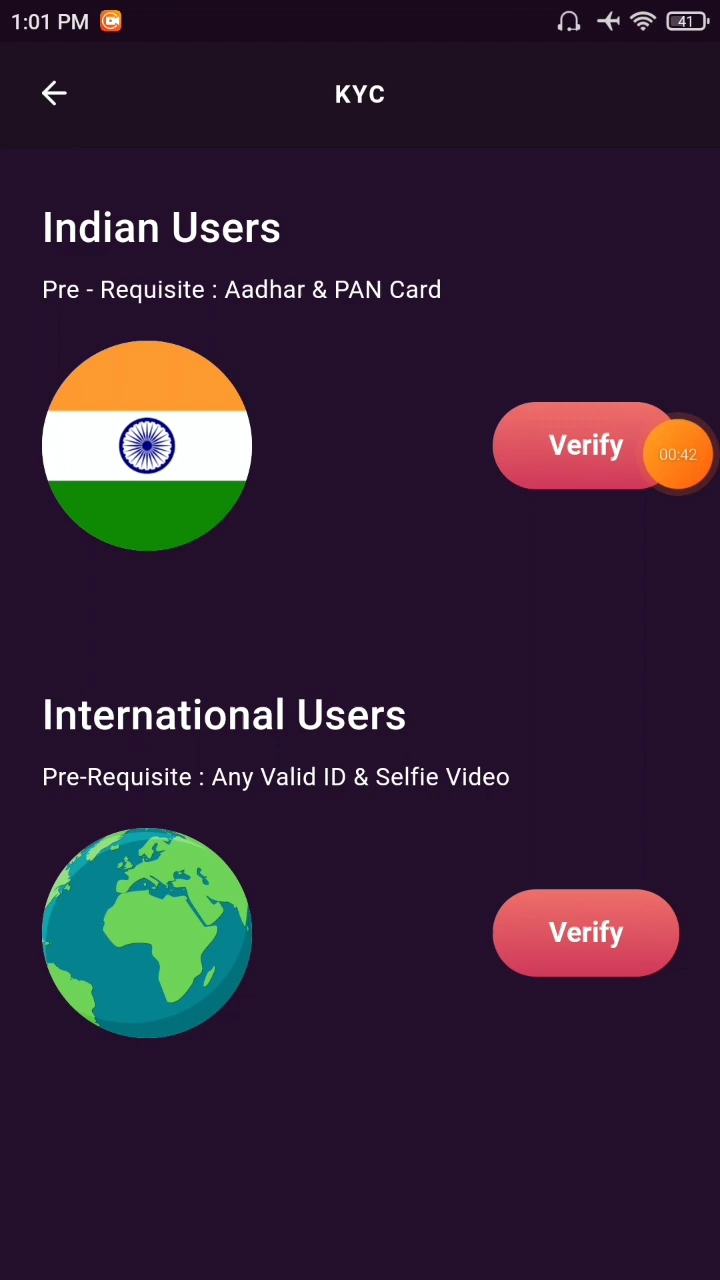 1:01 PM
41
KYC
Indian Users
Pre - Requisite : Aadhar & PAN Card
Verify
00:42
International Users
Pre-Requisite : Any Valid ID & Selfie Video
Verify